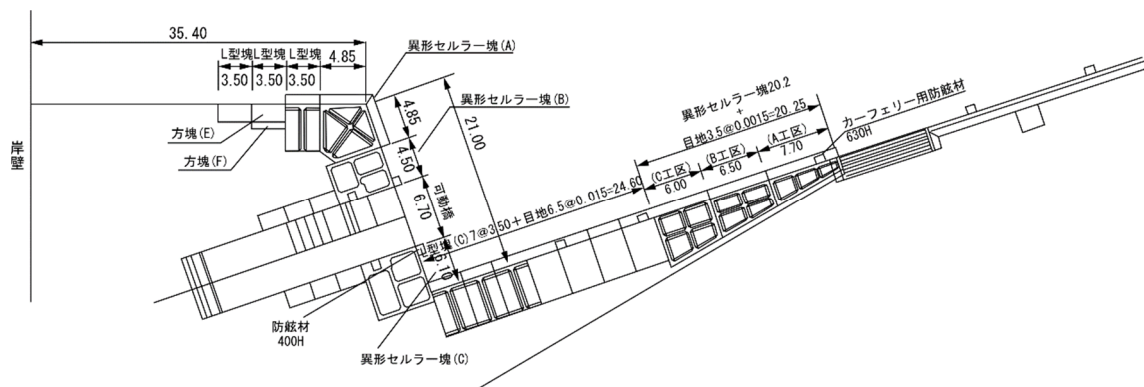 35.40
L型塊
L型塊
L型塊
4.85
3.50
3.50
3.50
異形セルラー塊(A)
異形セルラー塊(B)
4.85
21.00
4.50
可動橋
6.70
6.10
方塊(E)
方塊(F)
岸壁
異形セルラー塊20.2
+
目地3.5@0.0015=20.25
カーフェリー用防舷材
630H
(A工区)
7.70
(B工区)
6.50
(C工区)
6.00
L型塊(C)7@3.50+目地6.5@0.015=24.60
防舷材
400H
異形セルラー塊(C)